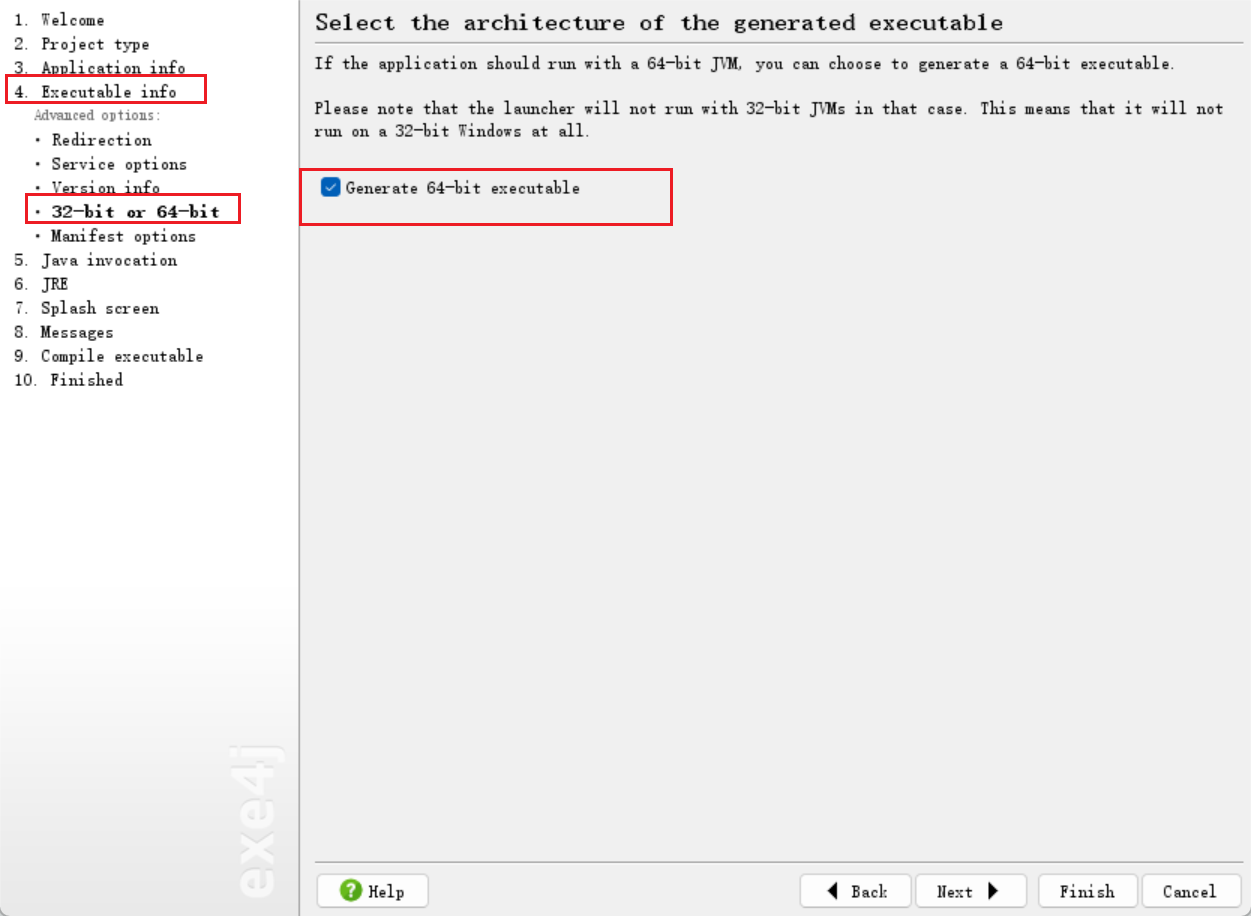 1. Welcome
2. Project type
3. Application info
4. Executable info
Advanced options:
· Redirection
· Service options
· Version info
· 32-bit or 64-bit
· Manifest options
5. Java invocation
6. JRE
7. Splash screen
8. Messages
9. Compile executable
10. Finished
exe4j
Select the architecture of the generated executable
If the application should run with a 64-bit JVM, you can choose to generate a 64-bit executable.
Please note that the launcher will not run with 32-bit JVMs in that case. This means that it will not
run on a 32-bit Windows at all.
Generate 64-bit executable
? Help
Back
Next
Finish
Cancel